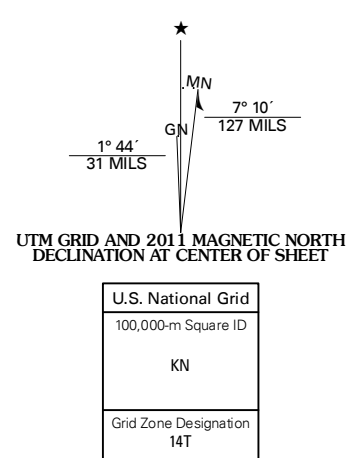 ★
MN
GN
7° 10´
127 MILS
1° 44´
31 MILS
UTM GRID AND 2011 MAGNETIC NORTH
DECLINATION AT CENTER OF SHEET
U.S. National Grid
100,000-m Square ID
KN
Grid Zone Designation
14T